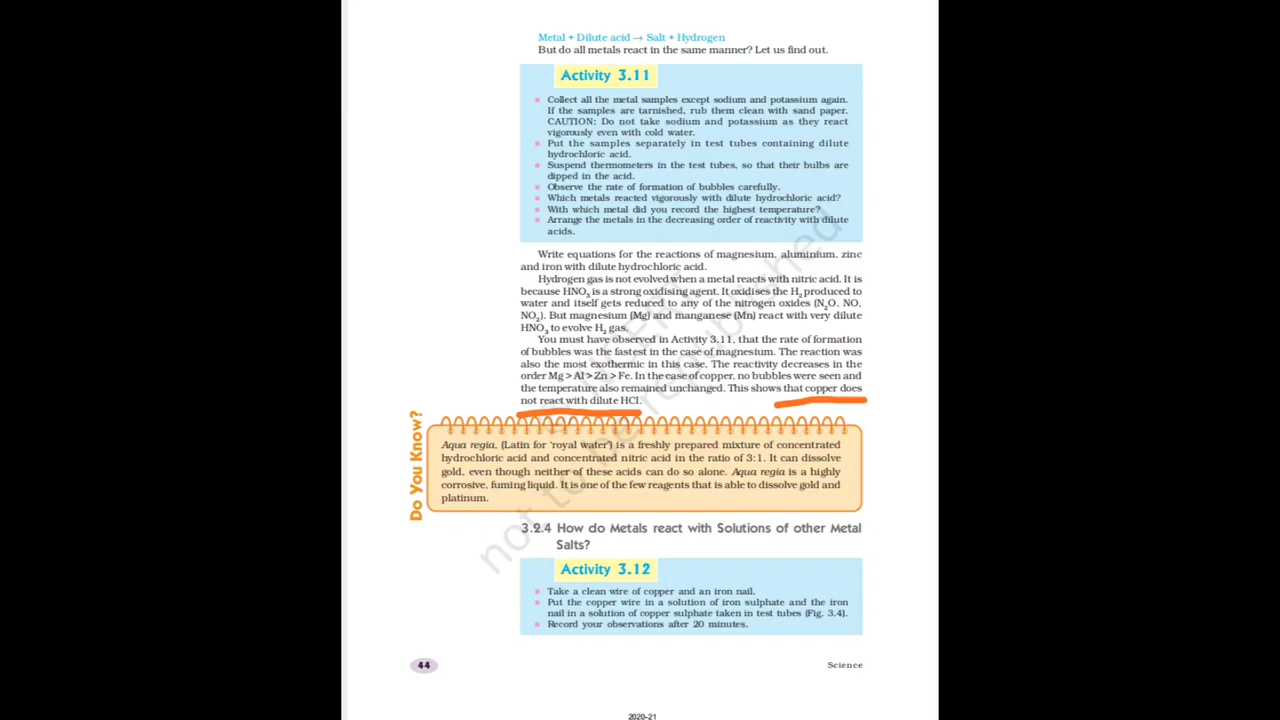 Metal + Dilute acid → Salt + Hydrogen
But do all metals react in the same manner? Let us find out.
Activity 3.11
Collect all the metal samples except sodium and potassium again.
If the samples are tarnished, rub them clean with sand paper.
CAUTION: Do not take sodium and potassium as they react
vigorously even with cold water.
Put the samples separately in test tubes containing dilute
hydrochloric acid.
Suspend thermometers in the test tubes, so that their bulbs are
dipped in the acid.
Observe the rate of formation of bubbles carefully.
Which metals reacted vigorously with dilute hydrochloric acid?
With which metal did you record the highest temperature?
Arrange the metals in the decreasing order of reactivity with dilute
acids.
Write equations for the reactions of magnesium, aluminium, zinc
and iron with dilute hydrochloric acid.
Hydrogen gas is not evolved when a metal reacts with nitric acid. It is
because HNO₃ is a strong oxidising agent. It oxidises the H₂ produced to
water and itself gets reduced to any of the nitrogen oxides (N₂O, NO,
NO₂). But magnesium (Mg) and manganese (Mn) react with very dilute
HNO₃ to evolve H₂ gas.
You must have observed in Activity 3.11, that the rate of formation
of bubbles was the fastest in the case of magnesium. The reaction was
also the most exothermic in this case. The reactivity decreases in the
order Mg > Al > Zn > Fe. In the case of copper, no bubbles were seen and
the temperature also remained unchanged. This shows that copper does
not react with dilute HCl.
Do You Know?
Aqua regia, (Latin for ‘royal water’) is a freshly prepared mixture of concentrated
hydrochloric acid and concentrated nitric acid in the ratio of 3:1. It can dissolve
gold, even though neither of these acids can do so alone. Aqua regia is a highly
corrosive, fuming liquid. It is one of the few reagents that is able to dissolve gold and
platinum.
3.2.4 How do Metals react with Solutions of other Metal
Salts?
Activity 3.12
Take a clean wire of copper and an iron nail.
Put the copper wire in a solution of iron sulphate and the iron
nail in a solution of copper sulphate taken in test tubes (Fig. 3.4).
Record your observations after 20 minutes.
44
Science
2020-21
not to be republished